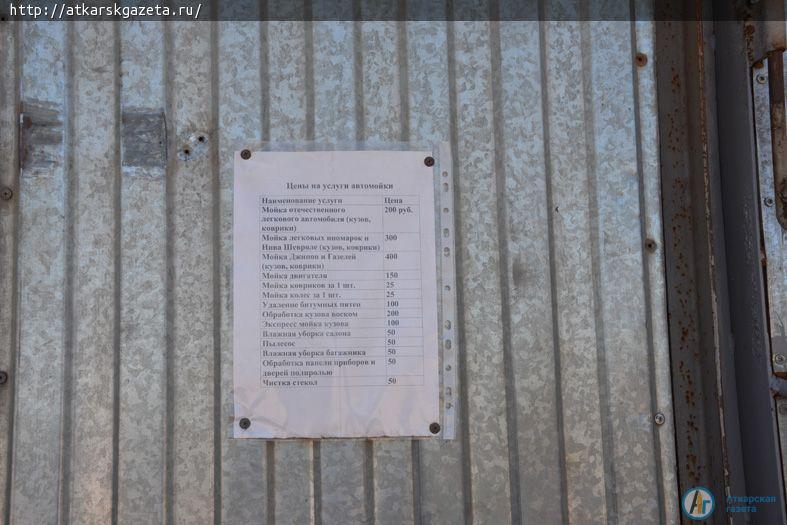 http://atkarskgazeta.ru/
Цены на услуги автомойки
Наименование услуги Цена
Мойка отечественного 200 руб.
легкового автомобиля (кузов,
коврики)
Мойка легковых иномарок и 300
Нива Шевроле (кузов, коврики)
Мойка Джипов и Газелей 400
(кузов, коврики)
Мойка двигателя 150
Мойка ковриков за 1 шт. 25
Мойка колес за 1 шт. 25
Удаление битумных пятен 100
Обработка кузова воском 200
Экспресс мойка кузова 100
Влажная уборка салона 50
Пылесос 50
Влажная уборка багажника 50
Обработка панели приборов и 50
дверей полиролью
Чистка стекол 50
АГ Аткарская
газета